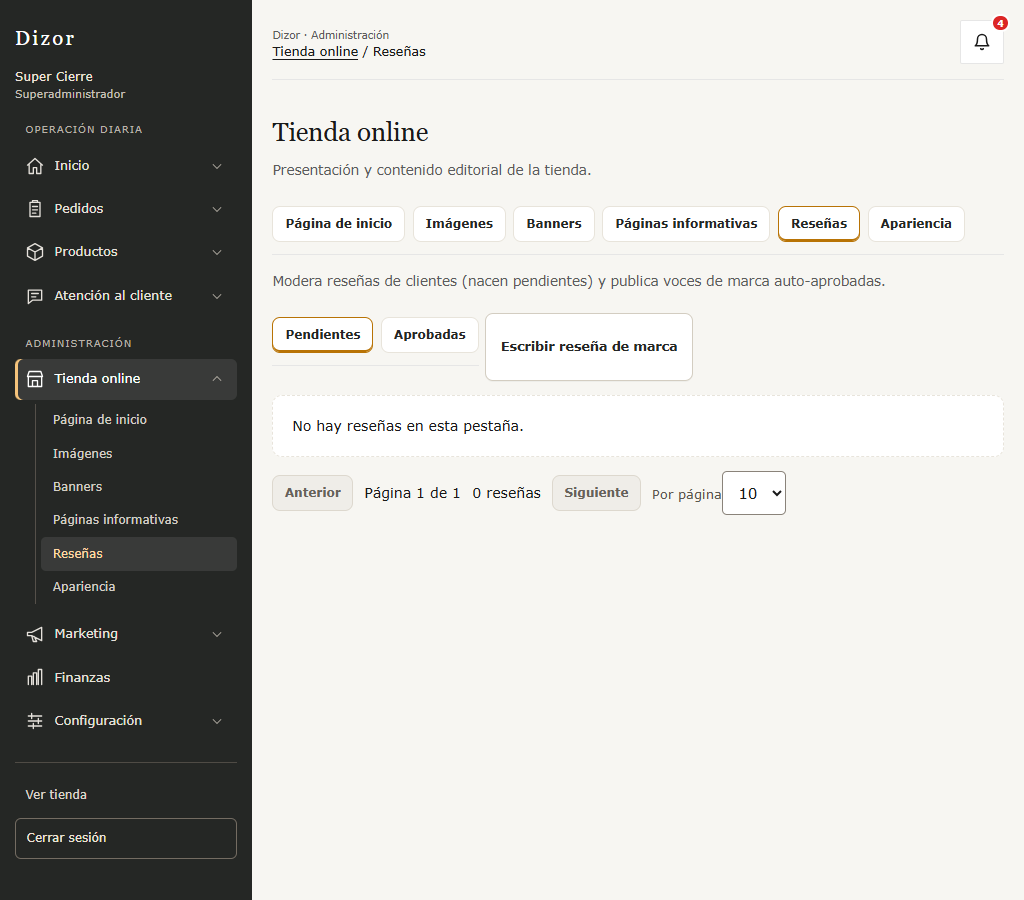 Dizor
Super Cierre
Superadministrador
OPERACIÓN DIARIA
Inicio
Pedidos
Productos
Atención al cliente
ADMINISTRACIÓN
Tienda online
Página de inicio
Imágenes
Banners
Páginas informativas
Reseñas
Apariencia
Marketing
Finanzas
Configuración
Ver tienda
Cerrar sesión
Dizor · Administración
Tienda online / Reseñas
4
Tienda online
Presentación y contenido editorial de la tienda.
Página de inicio Imágenes Banners Páginas informativas Reseñas Apariencia
Modera reseñas de clientes (nacen pendientes) y publica voces de marca auto-aprobadas.
Pendientes Aprobadas Escribir reseña de marca
No hay reseñas en esta pestaña.
Anterior Página 1 de 1 0 reseñas Siguiente Por página 10